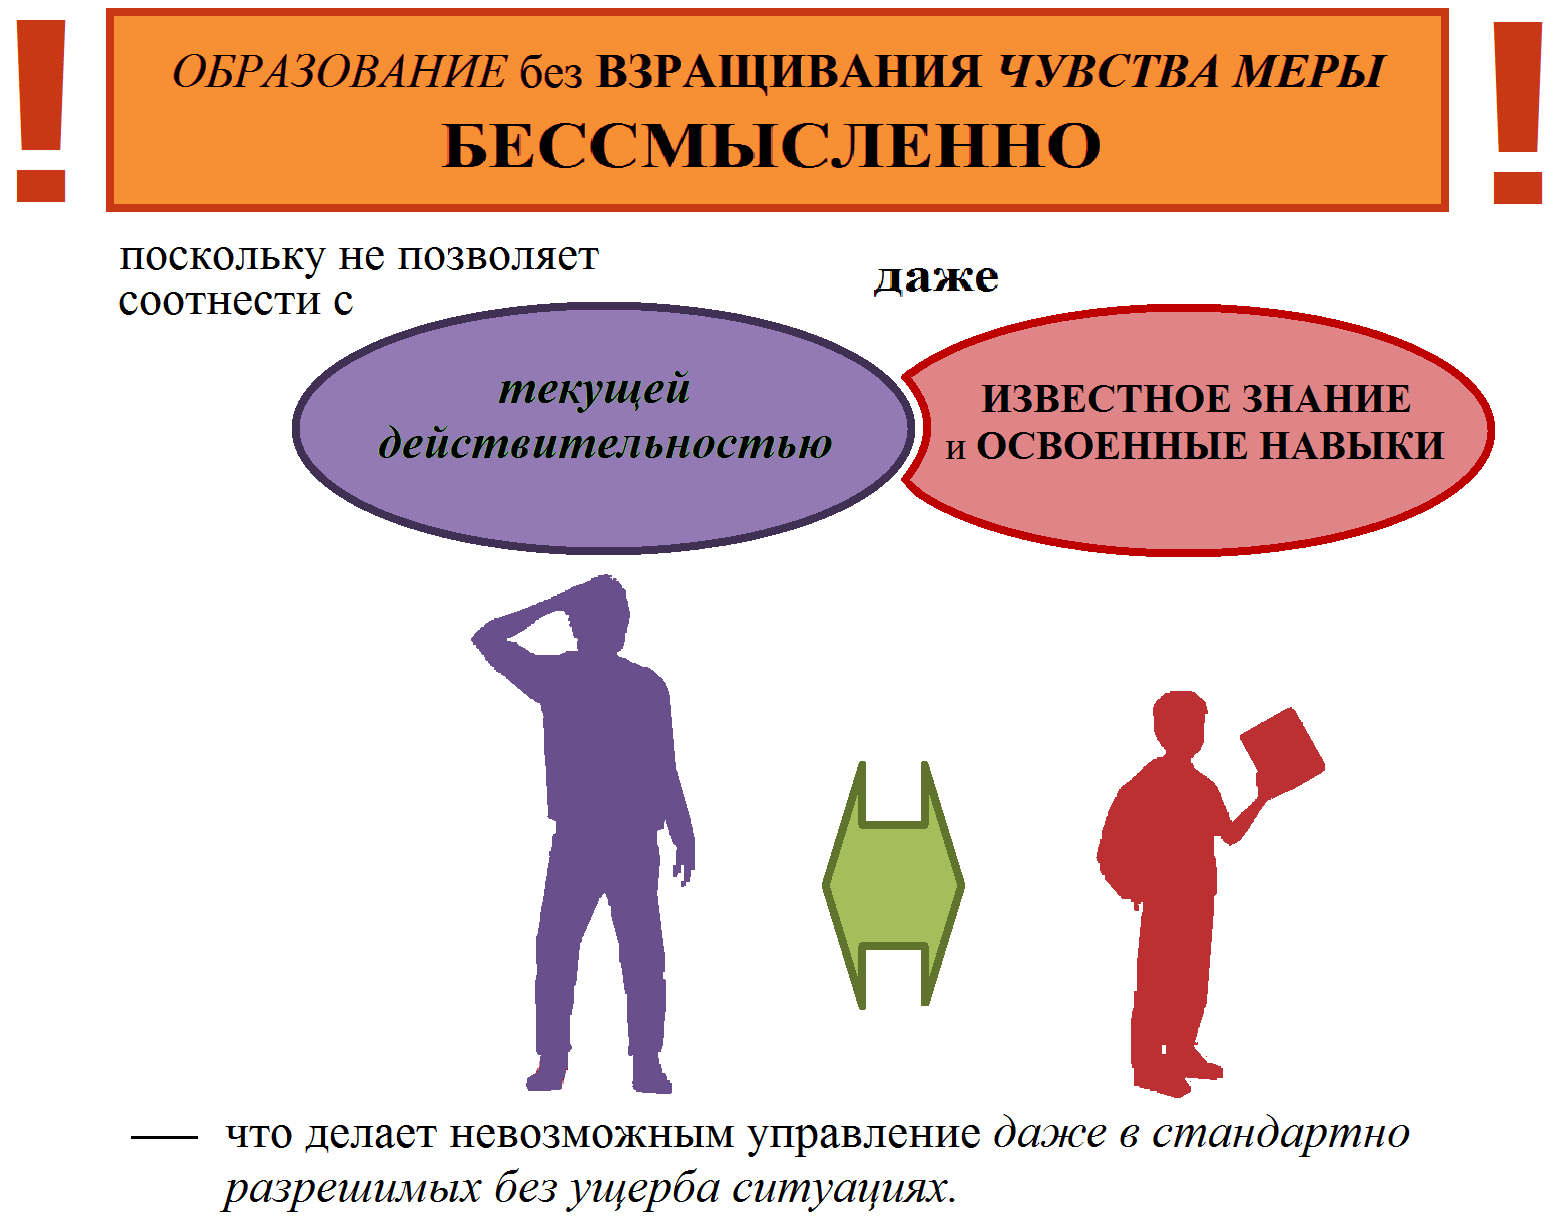 ! ОБРАЗОВАНИЕ без ВЗРАЩИВАНИЯ ЧУВСТВА МЕРЫ !
БЕССМЫСЛЕННО
поскольку не позволяет
соотнести с
даже
текущей
действительностью
ИЗВЕСТНОЕ ЗНАНИЕ
и ОСВОЕННЫЕ НАВЫКИ
— что делает невозможным управление даже в стандартно
разрешимых без ущерба ситуациях.